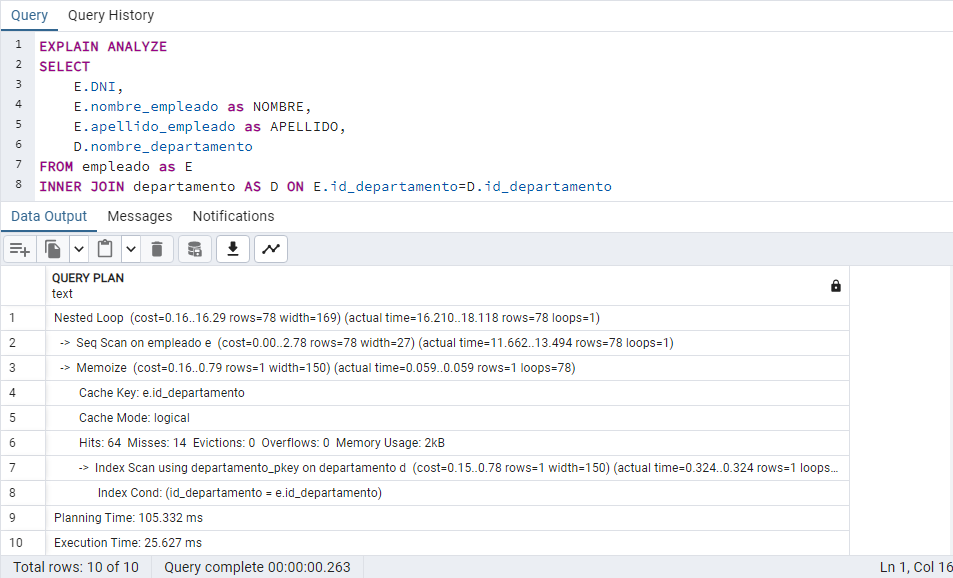 Query Query History
1 EXPLAIN ANALYZE
2 SELECT
3 E.DNI,
4 E.nombre_empleado as NOMBRE,
5 E.apellido_empleado as APELLIDO,
6 D.nombre_departamento
7 FROM empleado as E
8 INNER JOIN departamento AS D ON E.id_departamento=D.id_departamento
Data Output Messages Notifications
QUERY PLAN
text
1 Nested Loop (cost=0.16..16.29 rows=78 width=169) (actual time=16.210..18.118 rows=78 loops=1)
2 -> Seq Scan on empleado e (cost=0.00..2.78 rows=78 width=27) (actual time=11.662..13.494 rows=78 loops=1)
3 -> Memoize (cost=0.16..0.79 rows=1 width=150) (actual time=0.059..0.059 rows=1 loops=78)
4 Cache Key: e.id_departamento
5 Cache Mode: logical
6 Hits: 64 Misses: 14 Evictions: 0 Overflows: 0 Memory Usage: 2kB
7 -> Index Scan using departamento_pkey on departamento d (cost=0.15..0.78 rows=1 width=150) (actual time=0.324..0.324 rows=1 loops...
8 Index Cond: (id_departamento = e.id_departamento)
9 Planning Time: 105.332 ms
10 Execution Time: 25.627 ms
Total rows: 10 of 10 Query complete 00:00:00.263 Ln 1, Col 16